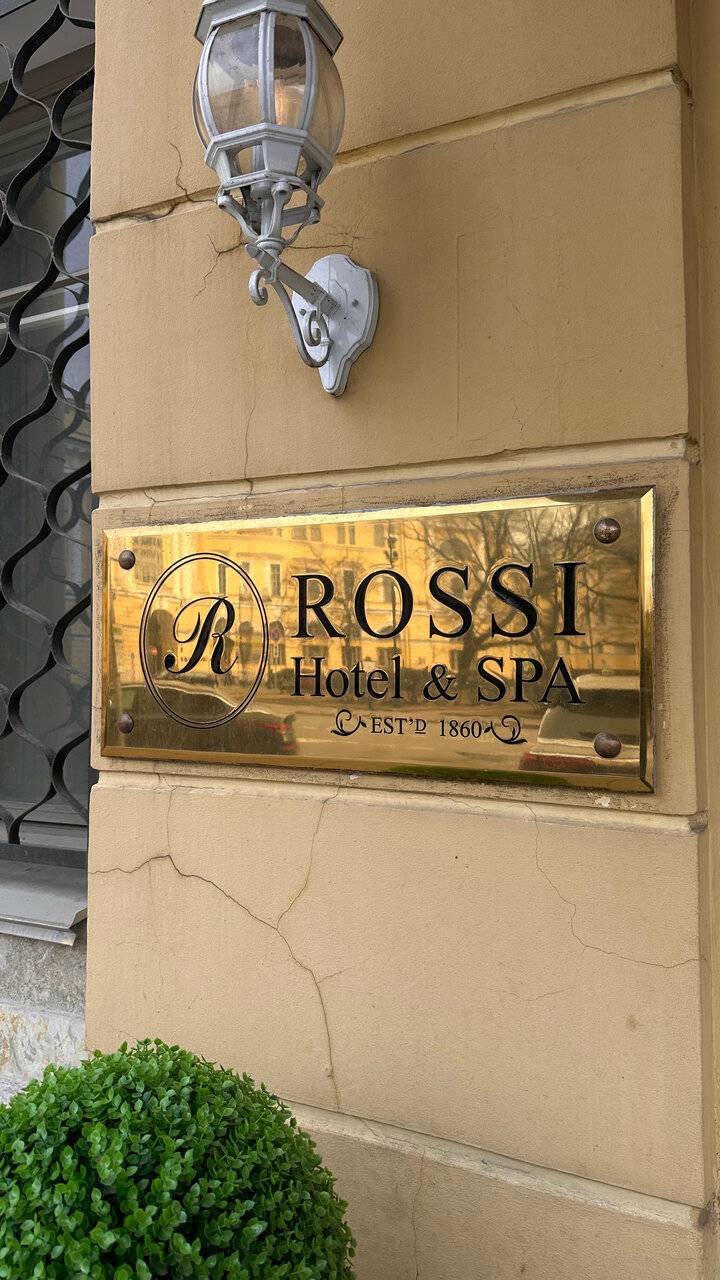 R
ROSSI
Hotel & SPA
EST'D 1860